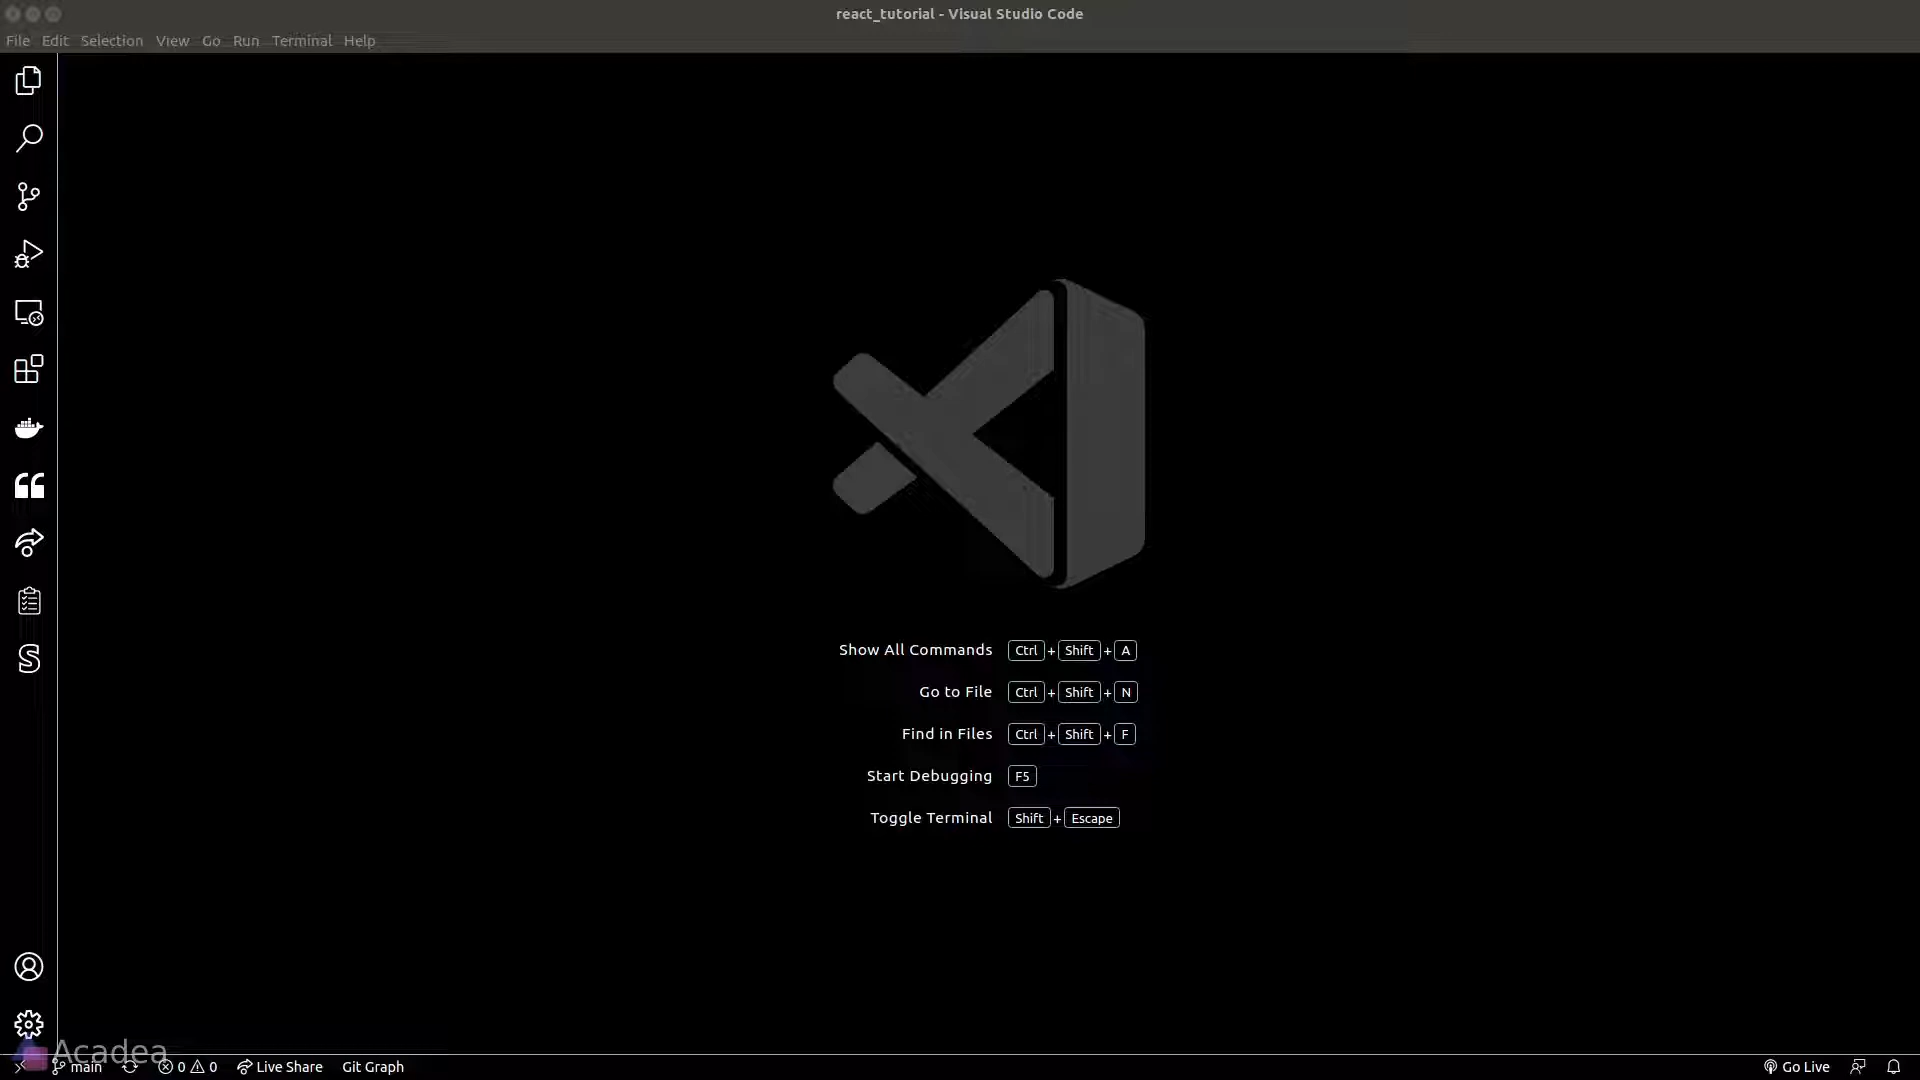 react_tutorial - Visual Studio Code
File Edit Selection View Go Run Terminal Help
Show All Commands Ctrl + Shift + A
Go to File Ctrl + Shift + N
Find in Files Ctrl + Shift + F
Start Debugging F5
Toggle Terminal Shift + Escape
Acadea
main 0 0 Live Share Git Graph Go Live